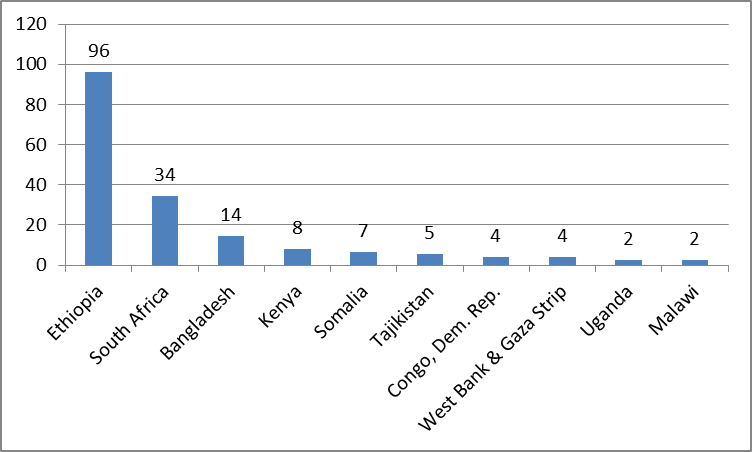 120
100
80
60
40
20
0
96
34
14
8
7
5
4
4
2
2
Ethiopia
South Africa
Bangladesh
Kenya
Somalia
Tajikistan
Congo, Dem. Rep.
West Bank & Gaza Strip
Uganda
Malawi